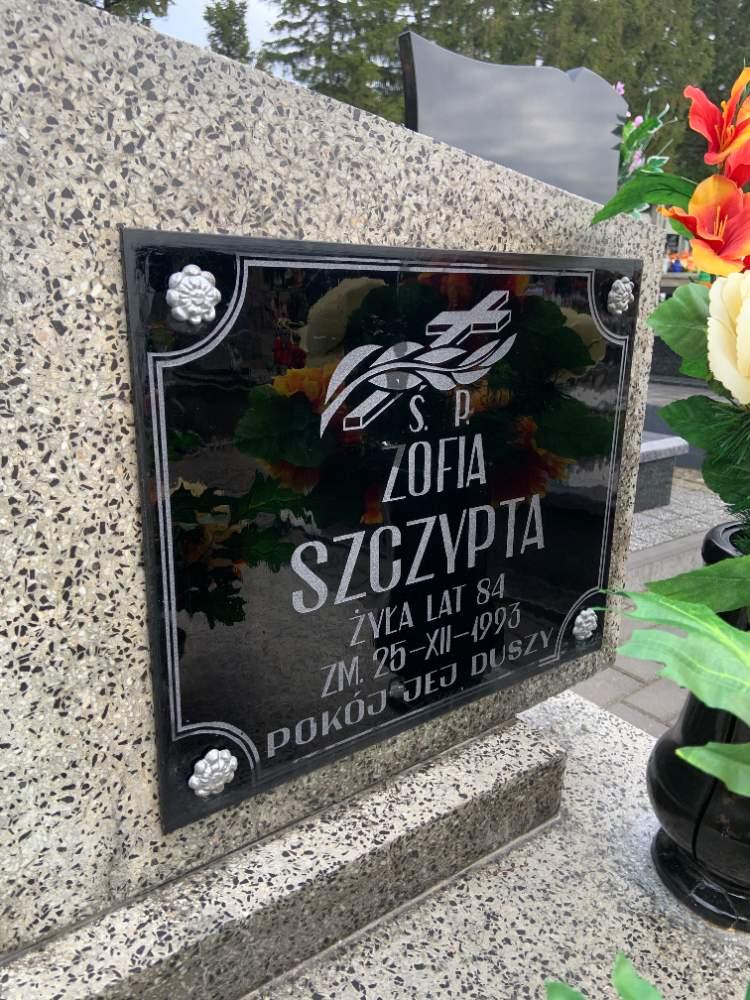 Ś. P.
ZOFIA
SZCZYPTA
ŻYŁA LAT 84
ZM. 25-XII-1993
POKÓJ JEJ DUSZY